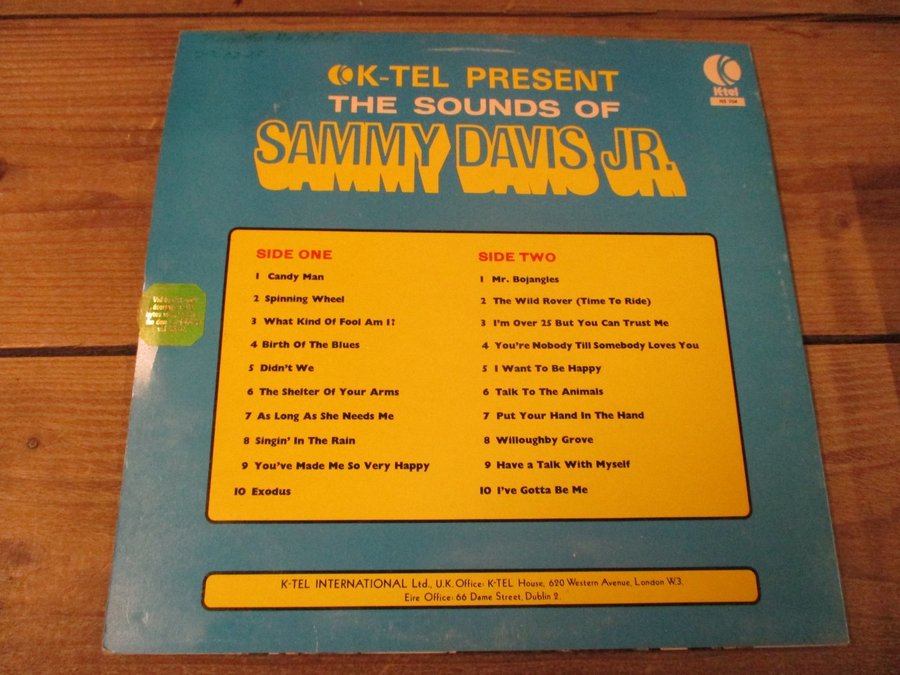 K-TEL PRESENT
THE SOUNDS OF
SAMMY DAVIS JR.
K-tel
NE 704
SIDE ONE
1 Candy Man
2 Spinning Wheel
3 What Kind Of Fool Am I?
4 Birth Of The Blues
5 Didn't We
6 The Shelter Of Your Arms
7 As Long As She Needs Me
8 Singin' In The Rain
9 You've Made Me So Very Happy
10 Exodus
SIDE TWO
1 Mr. Bojangles
2 The Wild Rover (Time To Ride)
3 I'm Over 25 But You Can Trust Me
4 You're Nobody Till Somebody Loves You
5 I Want To Be Happy
6 Talk To The Animals
7 Put Your Hand In The Hand
8 Willoughby Grove
9 Have a Talk With Myself
10 I've Gotta Be Me
K-TEL INTERNATIONAL Ltd., U.K. Office: K-TEL House, 620 Western Avenue, London W.3.
Eire Office: 66 Dame Street, Dublin 2.